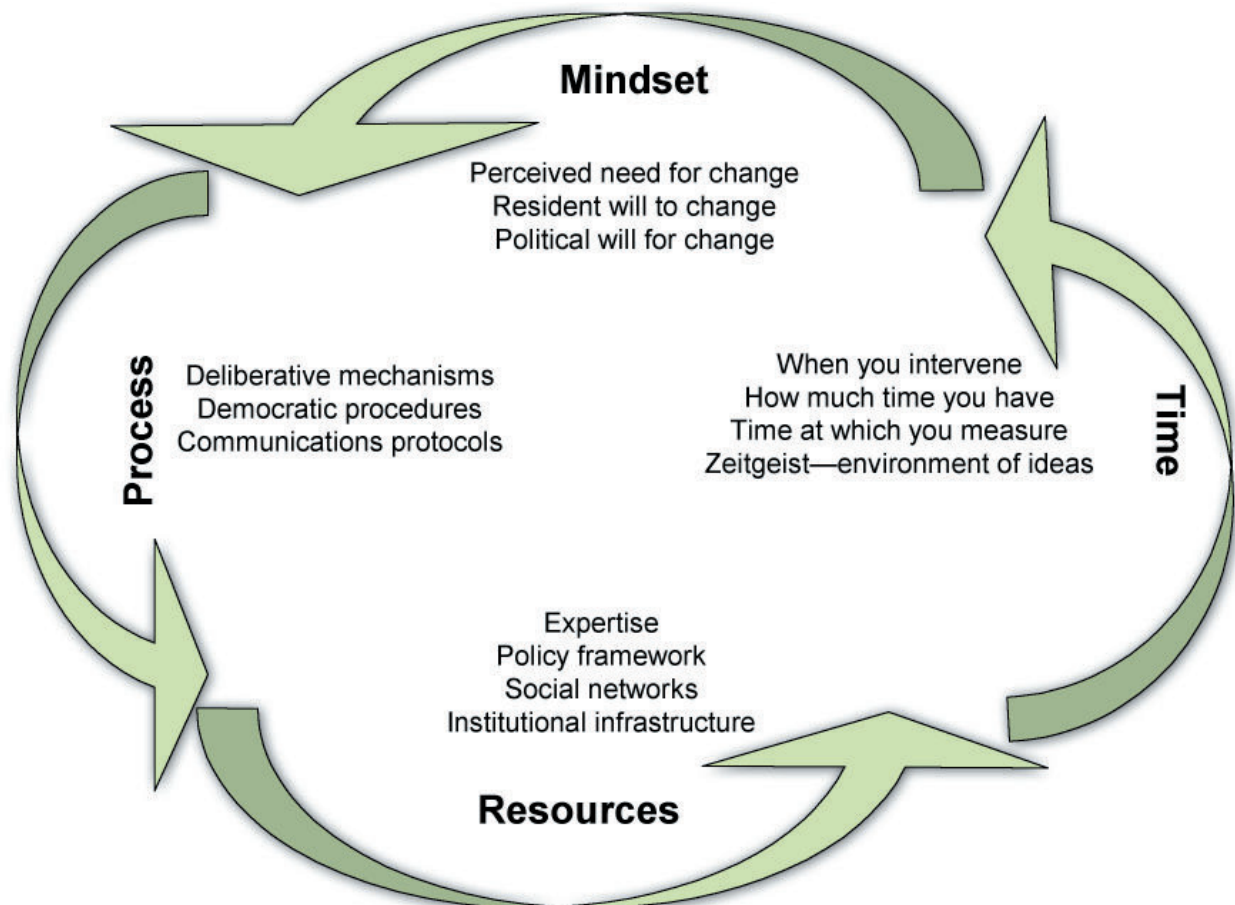 Mindset
Perceived need for change
Resident will to change
Political will for change
Process
Deliberative mechanisms
Democratic procedures
Communications protocols
When you intervene
How much time you have
Time at which you measure
Zeitgeist—environment of ideas
Time
Expertise
Policy framework
Social networks
Institutional infrastructure
Resources